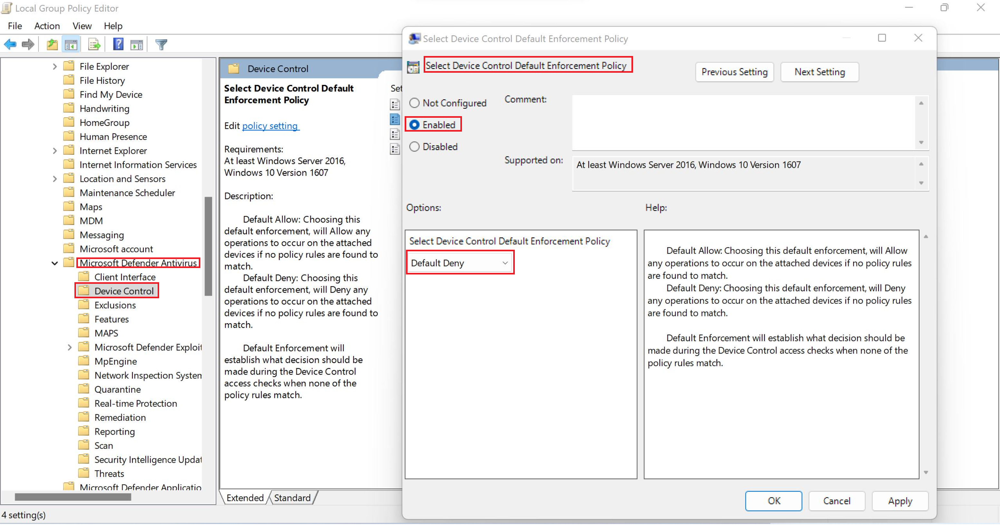 Local Group Policy Editor
File Action View Help
File Explorer
File History
Find My Device
Handwriting
HomeGroup
Human Presence
Internet Explorer
Internet Information Services
Location and Sensors
Maintenance Scheduler
Maps
MDM
Messaging
Microsoft account
Microsoft Defender Antivirus
Client Interface
Device Control
Exclusions
Features
MAPS
Microsoft Defender Exploit
MpEngine
Network Inspection System
Quarantine
Real-time Protection
Remediation
Reporting
Scan
Security Intelligence Updat
Threats
Microsoft Defender Applicatio
4 setting(s)
Device Control
Select Device Control Default
Enforcement Policy
Edit policy setting
Requirements:
At least Windows Server 2016,
Windows 10 Version 1607
Description:
Default Allow: Choosing this
default enforcement, will Allow any
operations to occur on the attached
devices if no policy rules are found to
match.
Default Deny: Choosing this
default enforcement, will Deny any
operations to occur on the attached
devices if no policy rules are found to
match.
Default Enforcement will
establish what decision should be
made during the Device Control
access checks when none of the
policy rules match.
Set
Extended Standard
Select Device Control Default Enforcement Policy
Select Device Control Default Enforcement Policy
Previous Setting Next Setting
Not Configured
Enabled
Disabled
Comment:
Supported on:
At least Windows Server 2016, Windows 10 Version 1607
Options:
Help:
Select Device Control Default Enforcement Policy
Default Deny
Default Allow: Choosing this default enforcement, will Allow
any operations to occur on the attached devices if no policy rules
are found to match.
Default Deny: Choosing this default enforcement, will Deny
any operations to occur on the attached devices if no policy rules
are found to match.
Default Enforcement will establish what decision should be
made during the Device Control access checks when none of the
policy rules match.
OK Cancel Apply